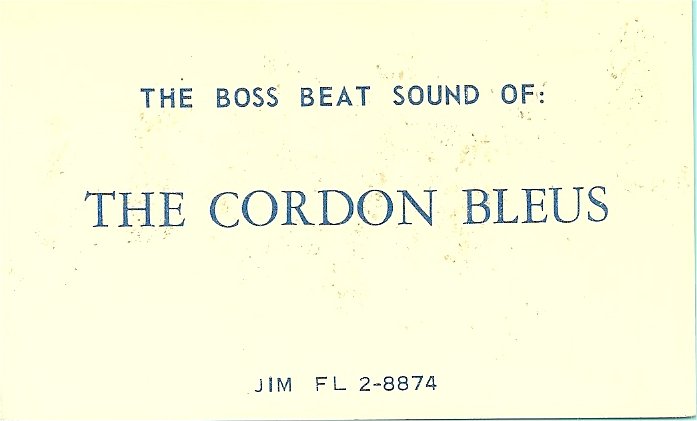 THE BOSS BEAT SOUND OF:
THE CORDON BLEUS
JIM FL 2-8874